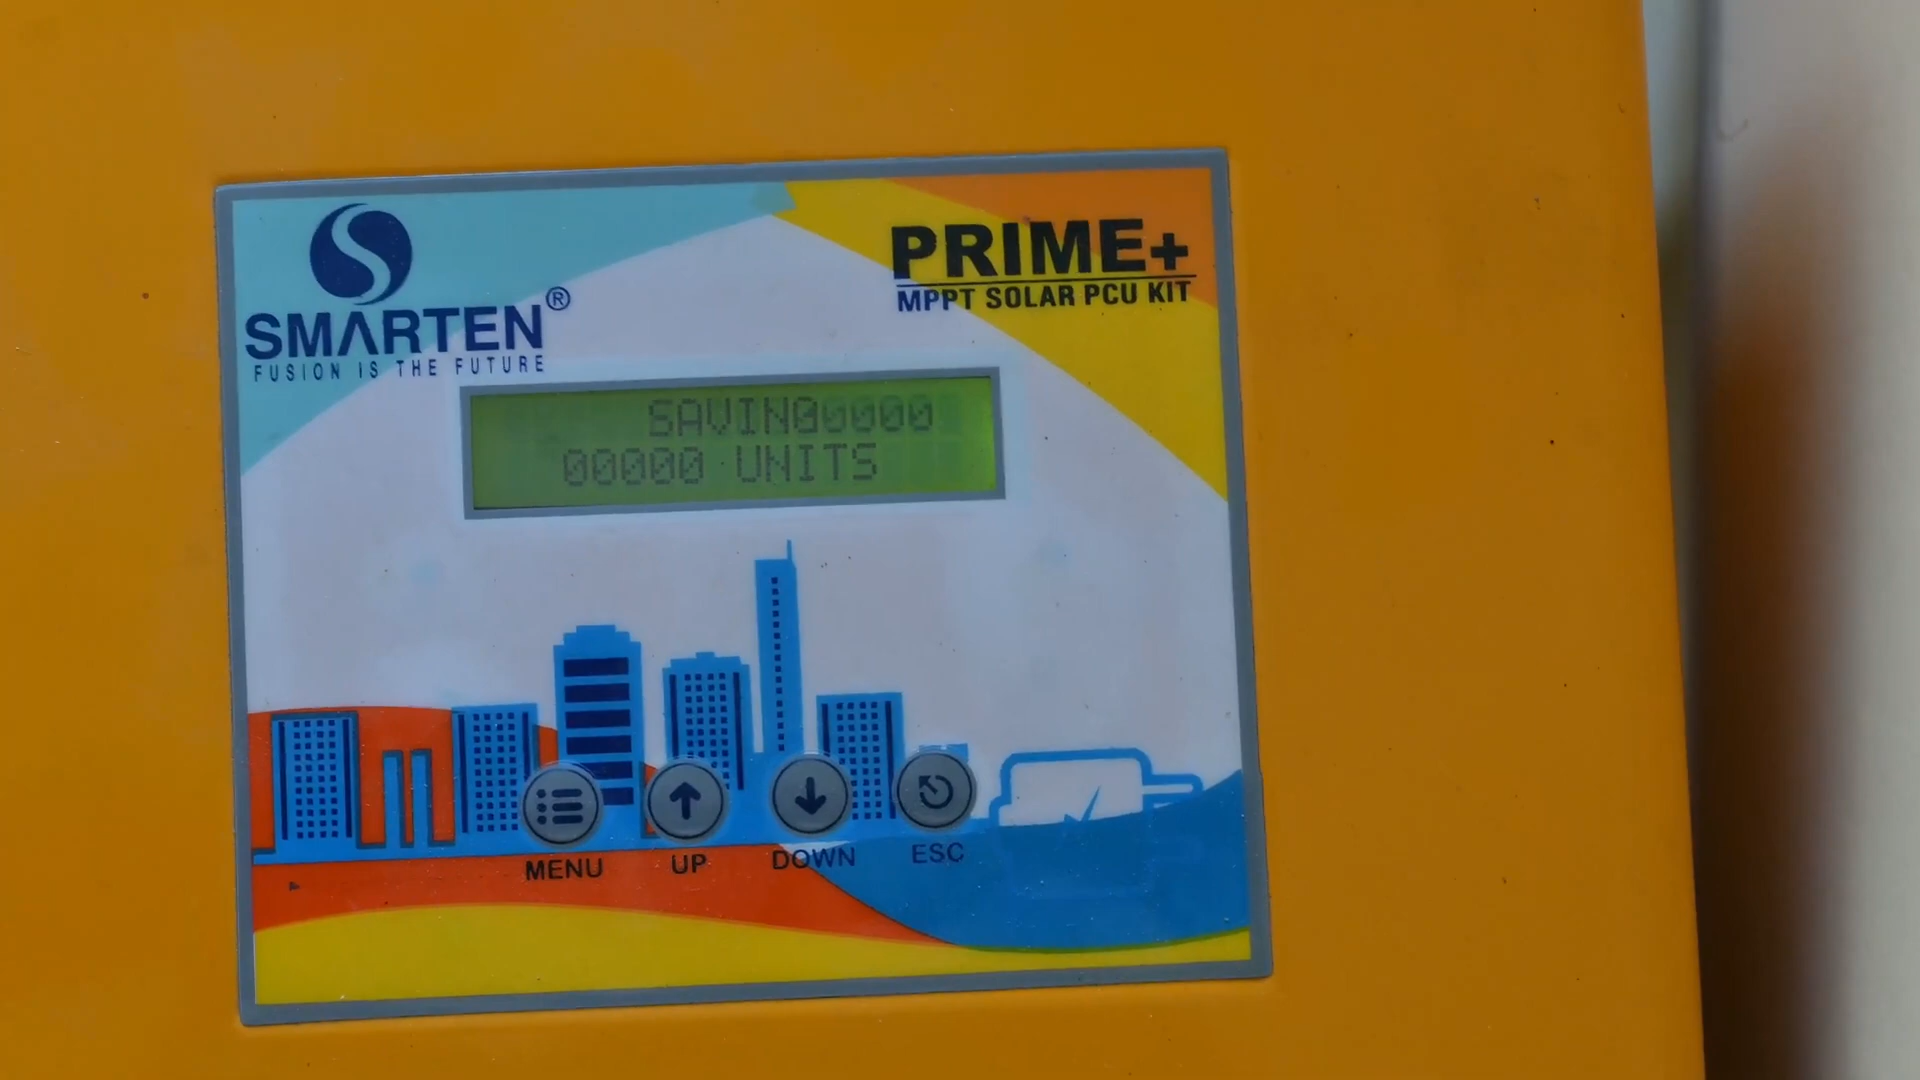 SMARTEN®
FUSION IS THE FUTURE
PRIME+
MPPT SOLAR PCU KIT
SAVING0000
00000 UNITS
MENU
UP
DOWN
ESC